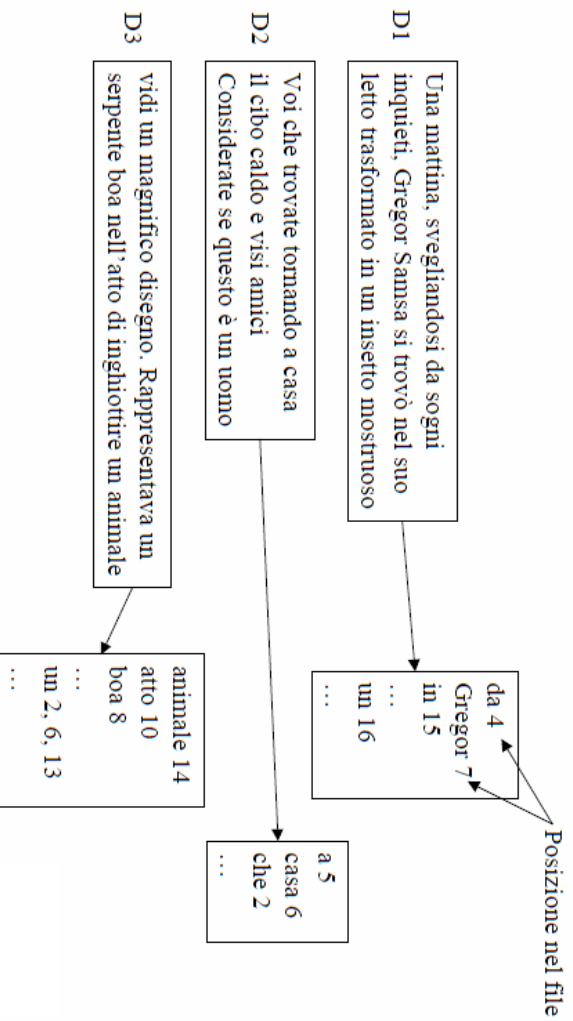 Posizione nel file
D1
Una mattina, svegliandosi da sogni
inquieti, Gregor Samsa si trovò nel suo
letto trasformato in un insetto mostruoso
da 4
Gregor 7
in 15
…
un 16
…
D2
Voi che trovate tornando a casa
il cibo caldo e visi amici
Considerate se questo è un uomo
a 5
casa 6
che 2
…
D3
vidi un magnifico disegno. Rappresentava un
serpente boa nell’atto di inghiottire un animale
animale 14
atto 10
boa 8
…
un 2, 6, 13
…